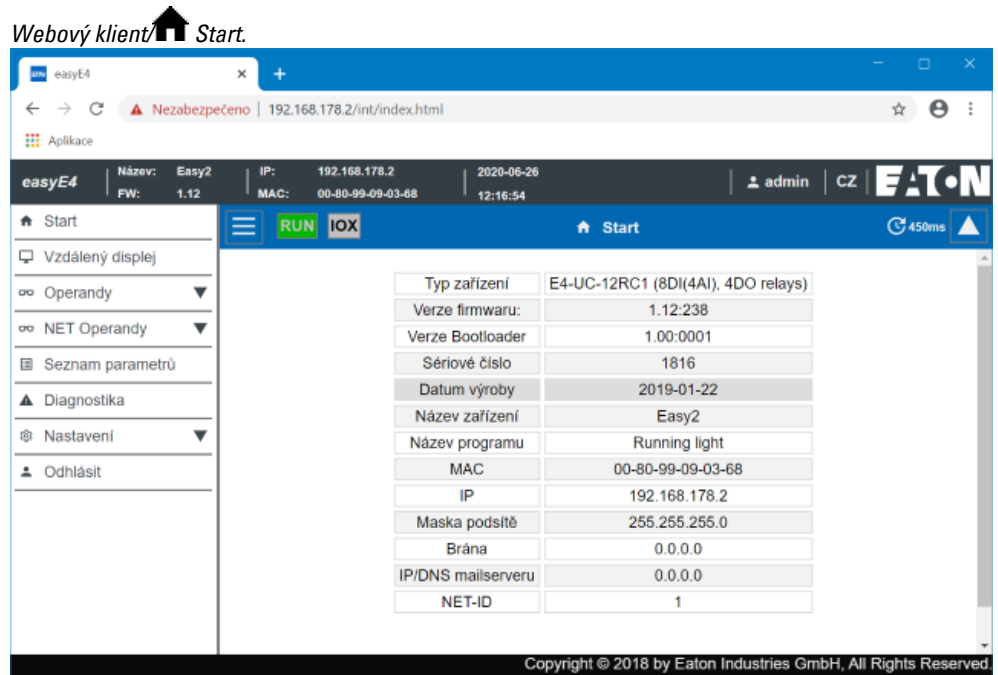 Webový klient/ Start.
easyE4
Nezabezpečeno | 192.168.178.2/int/index.html
Aplikace
easyE4 Název: Easy2 IP: 192.168.178.2 2020-06-26 admin CZ EATON
FW: 1.12 MAC: 00-80-99-09-03-68 12:16:54
Start
Vzdálený displej
Operandy
NET Operandy
Seznam parametrů
Diagnostika
Nastavení
Odhlásit
RUN IOX Start 450ms
Typ zařízení E4-UC-12RC1 (8DI(4AI), 4DO relays)
Verze firmwaru: 1.12:238
Verze Bootloader 1.00:0001
Sériové číslo 1816
Datum výroby 2019-01-22
Název zařízení Easy2
Název programu Running light
MAC 00-80-99-09-03-68
IP 192.168.178.2
Maska podsítě 255.255.255.0
Brána 0.0.0.0
IP/DNS mailserveru 0.0.0.0
NET-ID 1
Copyright © 2018 by Eaton Industries GmbH, All Rights Reserved.